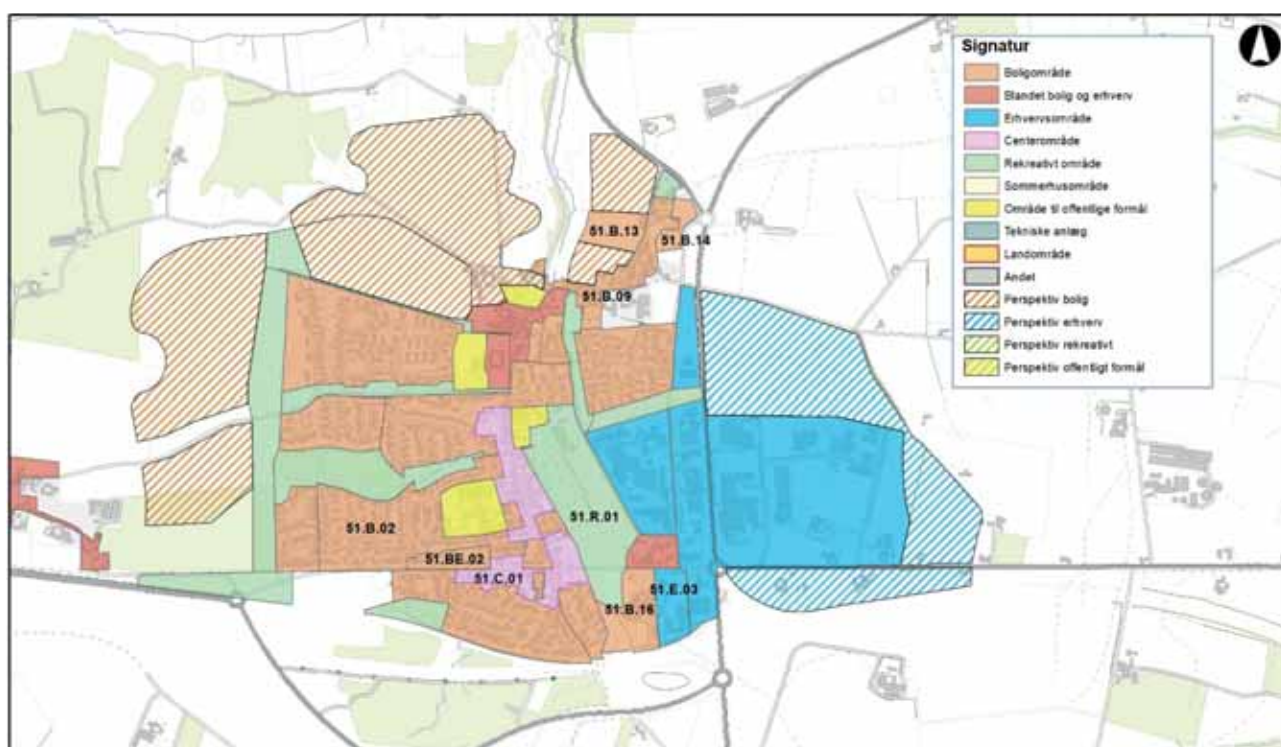 Signatur
Boligområde
Blandet bolig og erhverv
Erhvervsområde
Centerområde
Rekreativt område
Sommerhusområde
Område til offentlige formål
Tekniske anlæg
Landområde
Andet
Perspektiv bolig
Perspektiv erhverv
Perspektiv rekreativt
Perspektiv offentligt formål
51.B.13
51.B.14
51.B.09
51.R.01
51.B.02
51.BE.02
51.C.01
51.E.03
51.B.16